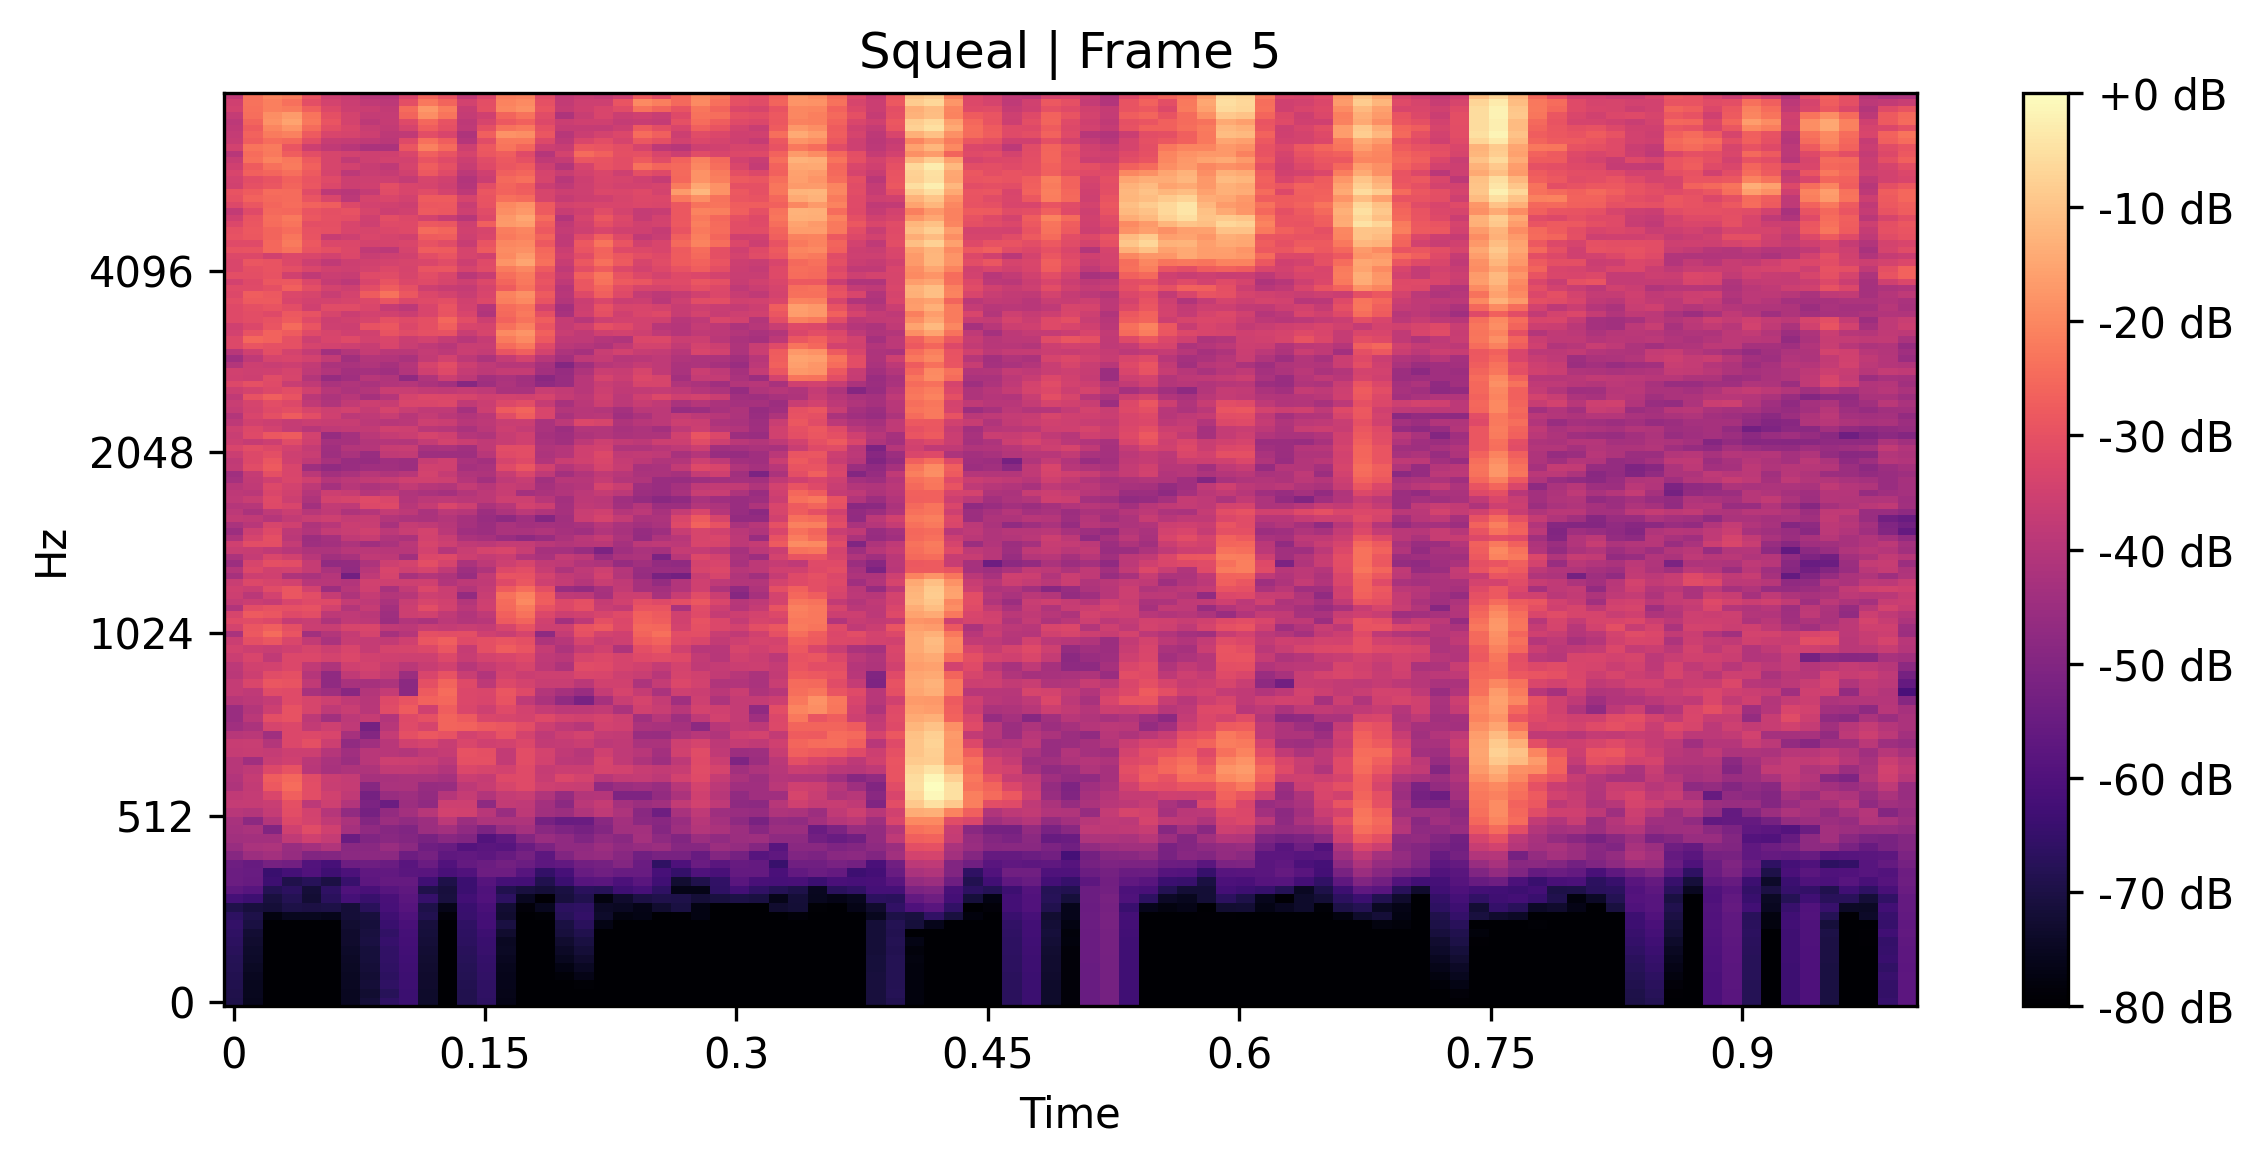 Squeal | Frame 5
Hz
4096
2048
1024
512
0
0 0.15 0.3 0.45 0.6 0.75 0.9
Time
+0 dB
-10 dB
-20 dB
-30 dB
-40 dB
-50 dB
-60 dB
-70 dB
-80 dB